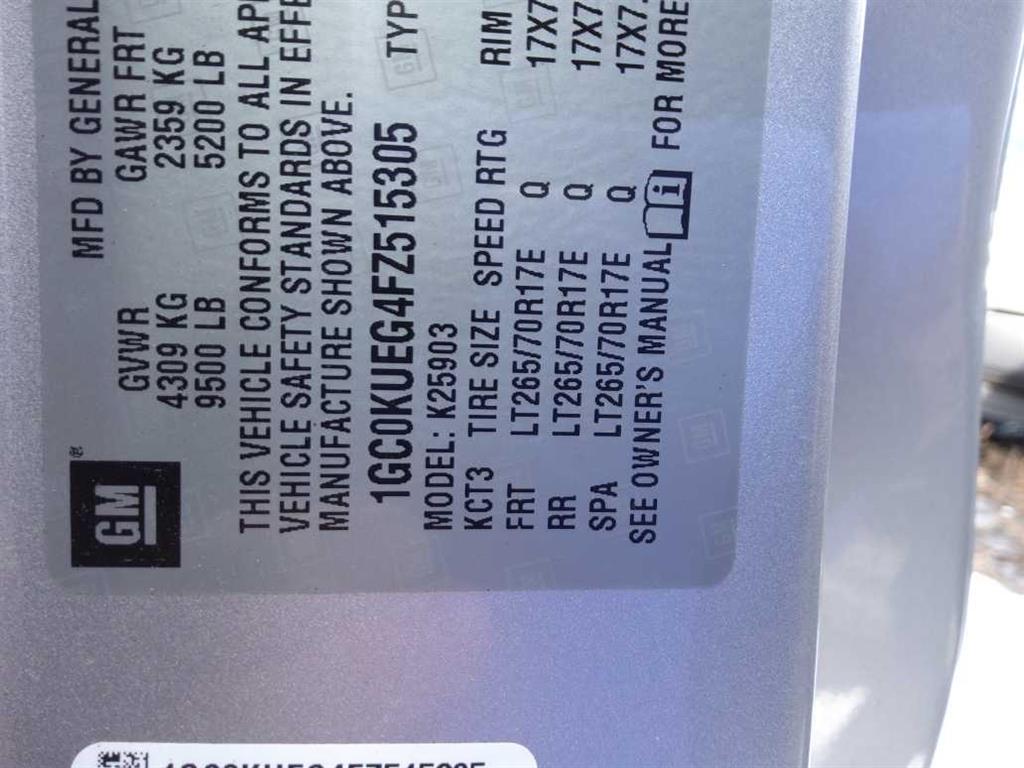 GM
MFD BY GENERAL
GVWR GAWR FRT
4309 KG 2359 KG
9500 LB 5200 LB
THIS VEHICLE CONFORMS TO ALL APP
VEHICLE SAFETY STANDARDS IN EFFE
MANUFACTURE SHOWN ABOVE.
1GC0KUEG4FZ515305 TYP
MODEL: K25903
KCT3 TIRE SIZE SPEED RTG RIM
FRT LT265/70R17E Q 17X7
RR LT265/70R17E Q 17X7
SPA LT265/70R17E Q 17X7.
SEE OWNER'S MANUAL i FOR MORE